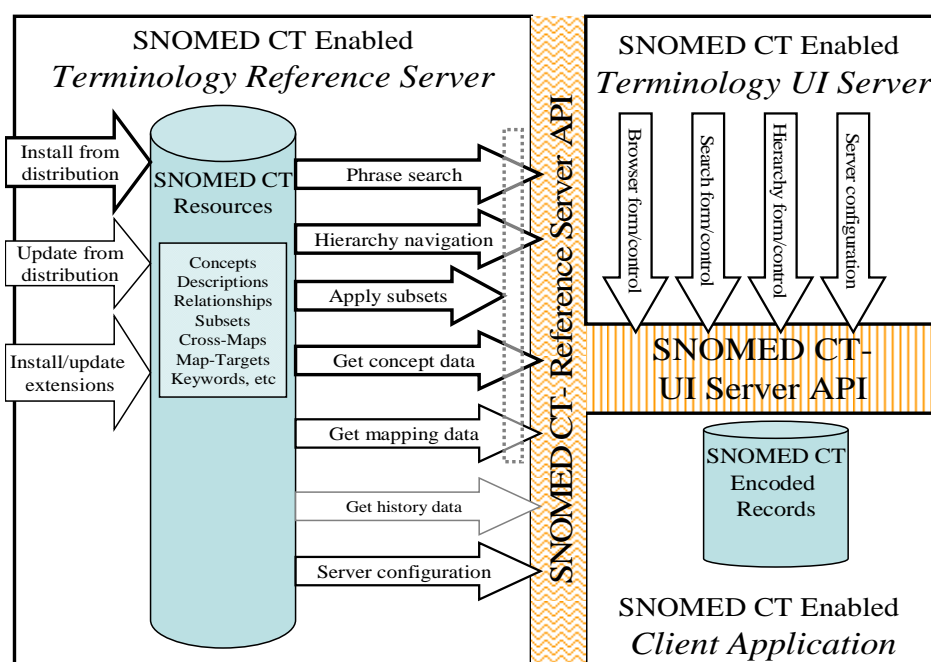 SNOMED CT Enabled
Terminology Reference Server
Install from
distribution
Update from
distribution
Install/update
extensions
SNOMED CT
Resources
Concepts
Descriptions
Relationships
Subsets
Cross-Maps
Map-Targets
Keywords, etc
Phrase search
Hierarchy navigation
Apply subsets
Get concept data
Get mapping data
Get history data
Server configuration
SNOMED CT- Reference Server API
SNOMED CT Enabled
Terminology UI Server
Browser form/control
Search form/control
Hierarchy form/control
Server configuration
SNOMED CT-
UI Server API
SNOMED CT
Encoded
Records
SNOMED CT Enabled
Client Application